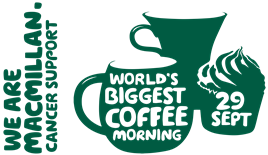 WE ARE
MACMILLAN.
CANCER SUPPORT
WORLD'S
BIGGEST
COFFEE
MORNING
29
SEPT